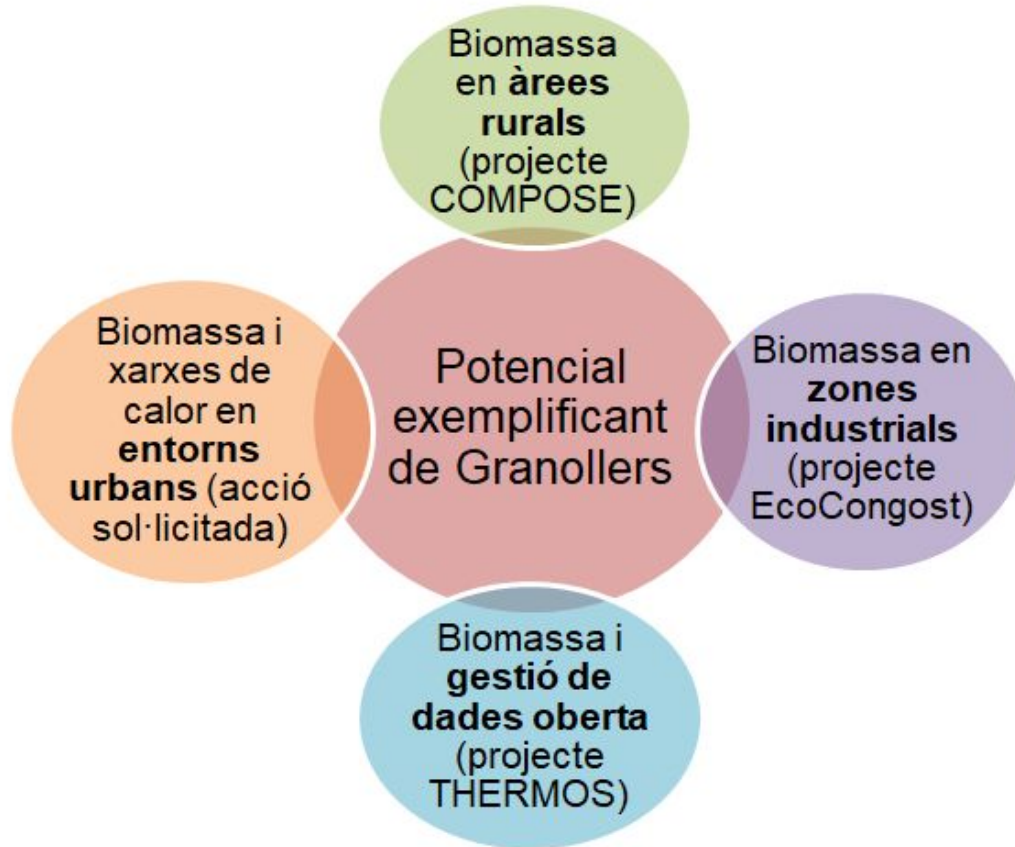 Biomassa
en àrees
rurals
(projecte
COMPOSE)
Biomassa i
xarxes de
calor en
entorns
urbans (acció
sol·licitada)
Potencial
exemplificant
de Granollers
Biomassa en
zones
industrials
(projecte
EcoCongost)
Biomassa i
gestió de
dades oberta
(projecte
THERMOS)